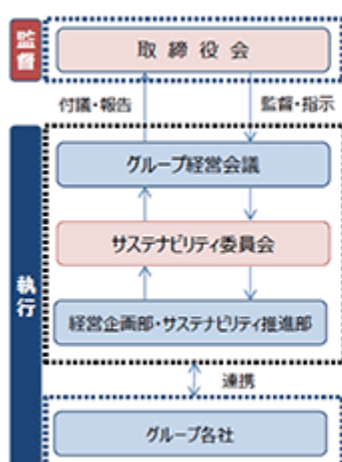 監督
取締役会
付議・報告
監督・指示
グループ経営会議
サステナビリティ委員会
執行
経営企画部・サステナビリティ推進部
連携
グループ各社